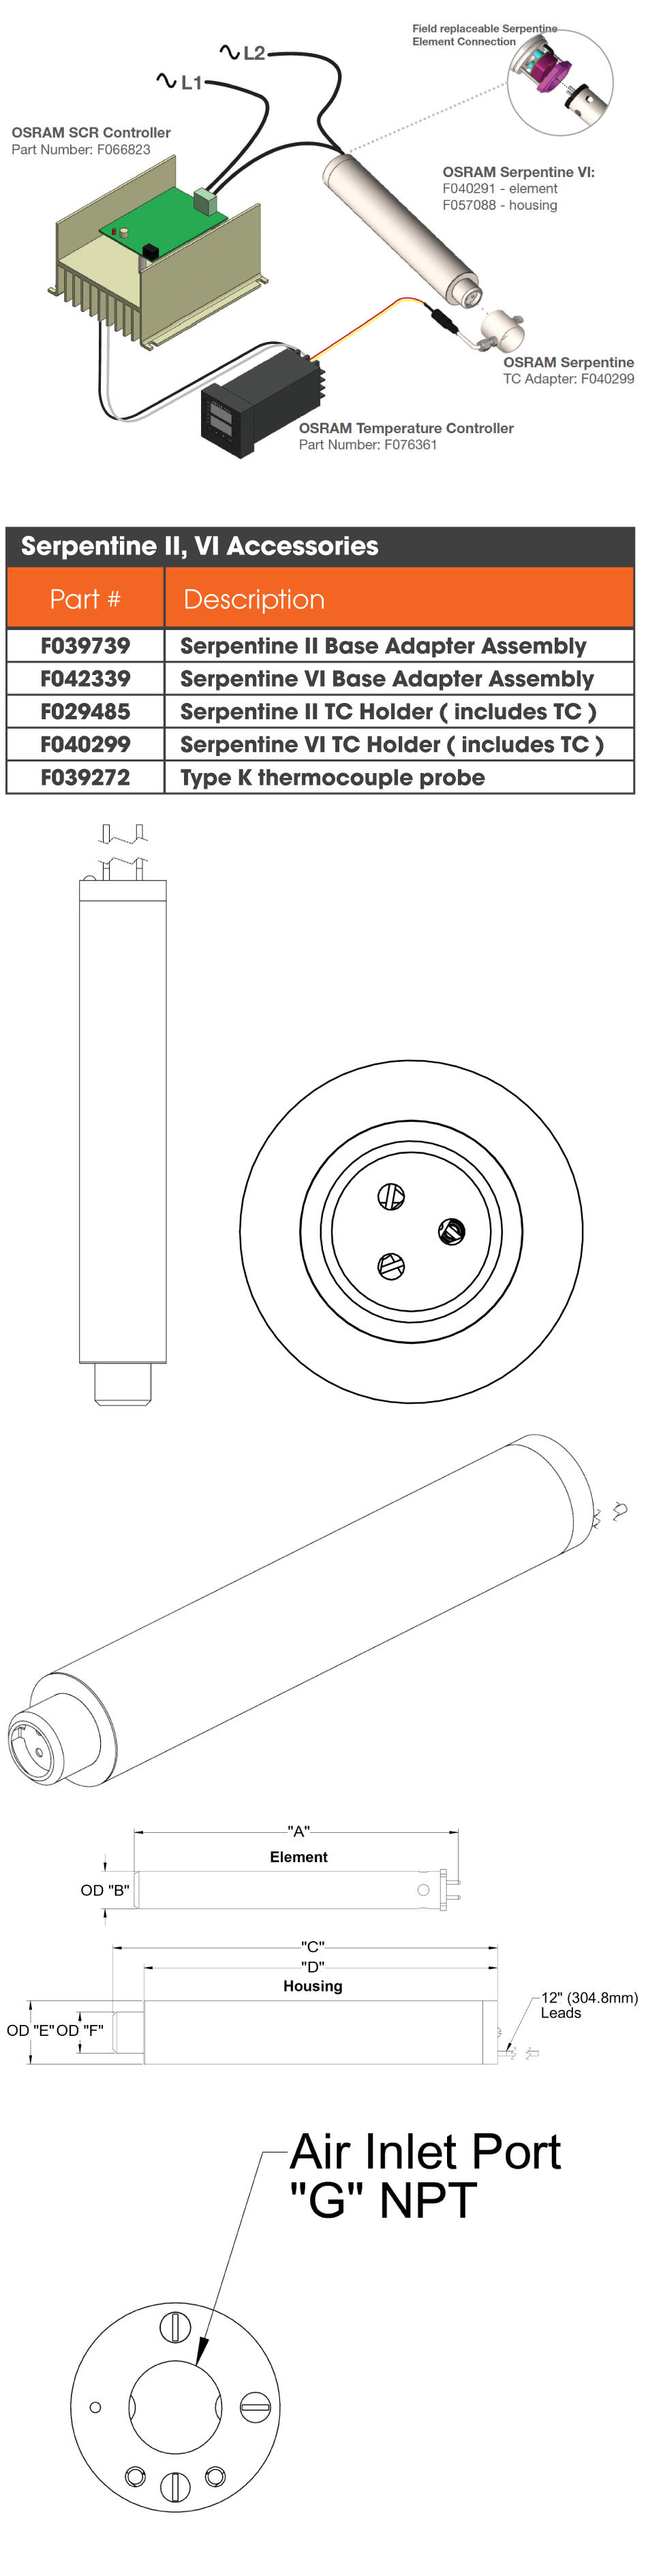 Field replaceable Serpentine
Element Connection
L2
L1
OSRAM SCR Controller
Part Number: F066823
OSRAM Serpentine VI:
F040291 - element
F057088 - housing
OSRAM Serpentine
TC Adapter: F040299
OSRAM Temperature Controller
Part Number: F076361
Serpentine II, VI Accessories
Part # Description
F039739 Serpentine II Base Adapter Assembly
F042339 Serpentine VI Base Adapter Assembly
F029485 Serpentine II TC Holder ( includes TC )
F040299 Serpentine VI TC Holder ( includes TC )
F039272 Type K thermocouple probe
"A"
Element
OD "B"
"C"
"D"
Housing
12" (304.8mm)
Leads
OD "E" OD "F"
Air Inlet Port
"G" NPT